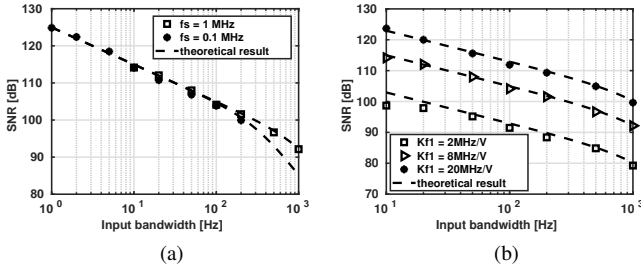 130
120
110
100
90
80
SNR [dB]
fs = 1 MHz
fs = 0.1 MHz
theoretical result
10^0
10^1
10^2
10^3
Input bandwidth [Hz]
(a)
130
120
110
100
90
80
70
SNR [dB]
Kf1 = 2MHz/V
Kf1 = 8MHz/V
Kf1 = 20MHz/V
theoretical result
10^1
10^2
10^3
Input bandwidth [Hz]
(b)